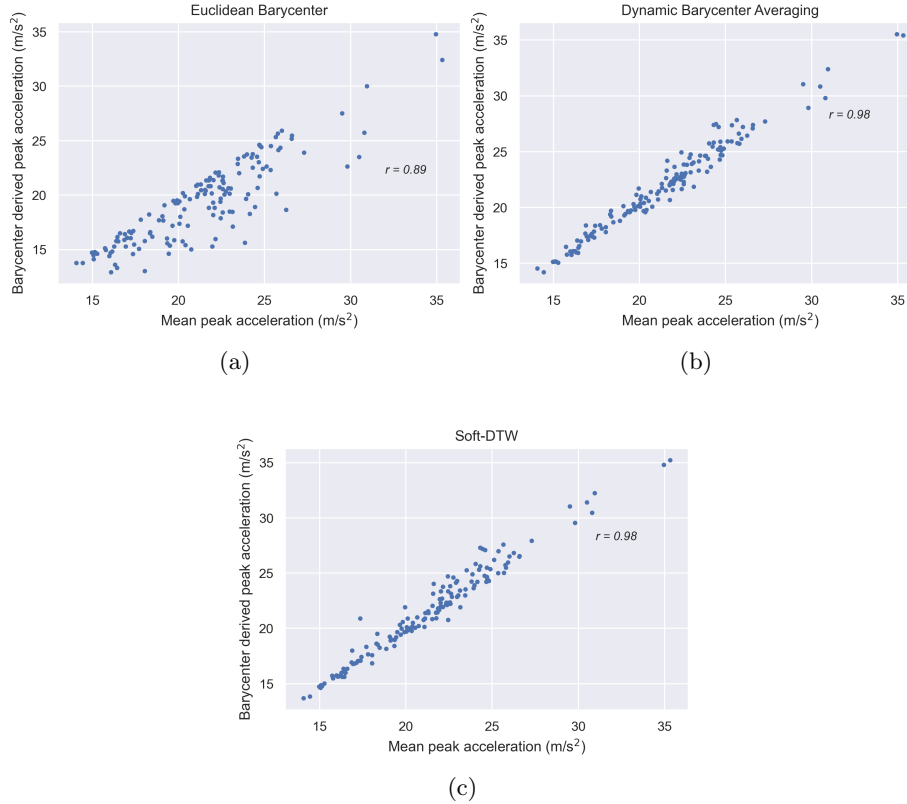 Euclidean Barycenter
Barycenter derived peak acceleration (m/s²)
35
30
25
20
15
r = 0.89
15 20 25 30 35
Mean peak acceleration (m/s²)
(a)
Dynamic Barycenter Averaging
Barycenter derived peak acceleration (m/s²)
35
30
25
20
15
r = 0.98
15 20 25 30 35
Mean peak acceleration (m/s²)
(b)
Soft-DTW
Barycenter derived peak acceleration (m/s²)
35
30
25
20
15
r = 0.98
15 20 25 30 35
Mean peak acceleration (m/s²)
(c)